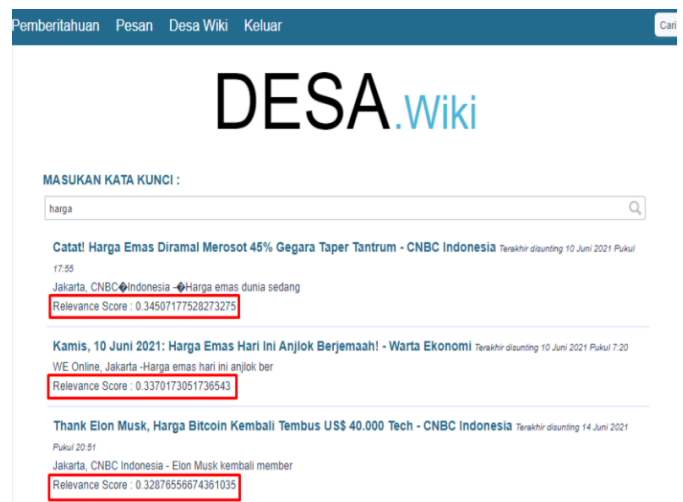 Pemberitahuan Pesan Desa Wiki Keluar Cari
DESA.Wiki
MASUKAN KATA KUNCI :
harga
Catat! Harga Emas Diramal Merosot 45% Gegara Taper Tantrum - CNBC Indonesia Terakhir disunting 10 Juni 2021 Pukul
17:55
Jakarta, CNBC�Indonesia -�Harga emas dunia sedang
Relevance Score : 0.34507177528273275
Kamis, 10 Juni 2021: Harga Emas Hari Ini Anjlok Berjemaah! - Warta Ekonomi Terakhir disunting 10 Juni 2021 Pukul 7:20
WE Online, Jakarta -Harga emas hari ini anjlok ber
Relevance Score : 0.3370173051736543
Thank Elon Musk, Harga Bitcoin Kembali Tembus US$ 40.000 Tech - CNBC Indonesia Terakhir disunting 14 Juni 2021
Pukul 20:51
Jakarta, CNBC Indonesia - Elon Musk kembali member
Relevance Score : 0.32876556674361035